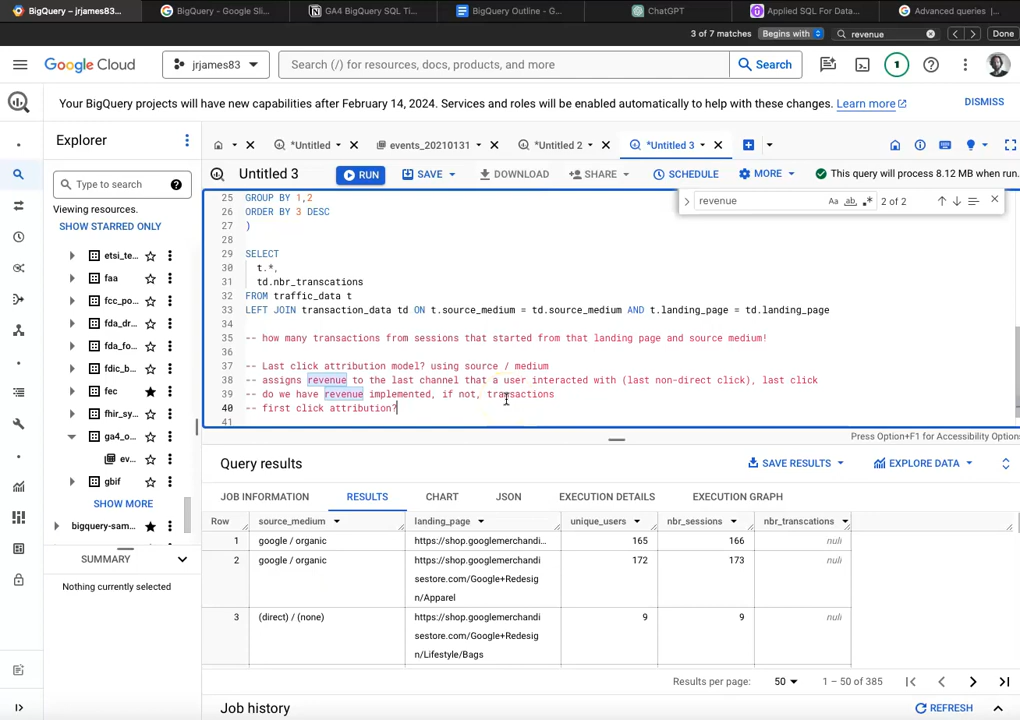 BigQuery – jrjames83...
BigQuery - Google Sli...
GA4 BigQuery SQL Ti...
BigQuery Outline - G...
ChatGPT
Applied SQL For Data...
Advanced queries |...
3 of 7 matches
Begins with
revenue
Done
Google Cloud
jrjames83
Search (/) for resources, docs, products, and more
Search
1
Your BigQuery projects will have new capabilities after February 14, 2024. Services and roles will be enabled automatically to help with these changes. Learn more
DISMISS
Explorer
*Untitled
events_20210131
*Untitled 2
*Untitled 3
Untitled 3
RUN
SAVE
DOWNLOAD
SHARE
SCHEDULE
MORE
This query will process 8.12 MB when run.
Type to search
Viewing resources.
SHOW STARRED ONLY
etsi_te...
faa
fcc_po...
fda_dr...
fda_fo...
fdic_b...
fec
fhir_sy...
ga4_o...
ev...
gbif
SHOW MORE
bigquery-sam...
SUMMARY
Nothing currently selected
revenue
Aa
ab
2 of 2
25 GROUP BY 1,2
26 ORDER BY 3 DESC
27 )
28
29 SELECT
30 t.*,
31 td.nbr_transcations
32 FROM traffic_data t
33 LEFT JOIN transaction_data td ON t.source_medium = td.source_medium AND t.landing_page = td.landing_page
34
35 -- how many transactions from sessions that started from that landing page and source medium!
36
37 -- Last click attribution model? using source / medium
38 -- assigns revenue to the last channel that a user interacted with (last non-direct click), last click
39 -- do we have revenue implemented, if not, transactions
40 -- first click attribution?
41
Press Option+F1 for Accessibility Options
Query results
SAVE RESULTS
EXPLORE DATA
JOB INFORMATION
RESULTS
CHART
JSON
EXECUTION DETAILS
EXECUTION GRAPH
Row source_medium landing_page unique_users nbr_sessions nbr_transcations
1 google / organic https://shop.googlemerchandi... 165 166 null
2 google / organic https://shop.googlemerchandi 172 173 null
sestore.com/Google+Redesig
n/Apparel
3 (direct) / (none) https://shop.googlemerchandi 9 9 null
sestore.com/Google+Redesig
n/Lifestyle/Bags
Results per page: 50 1 – 50 of 385
Job history
REFRESH